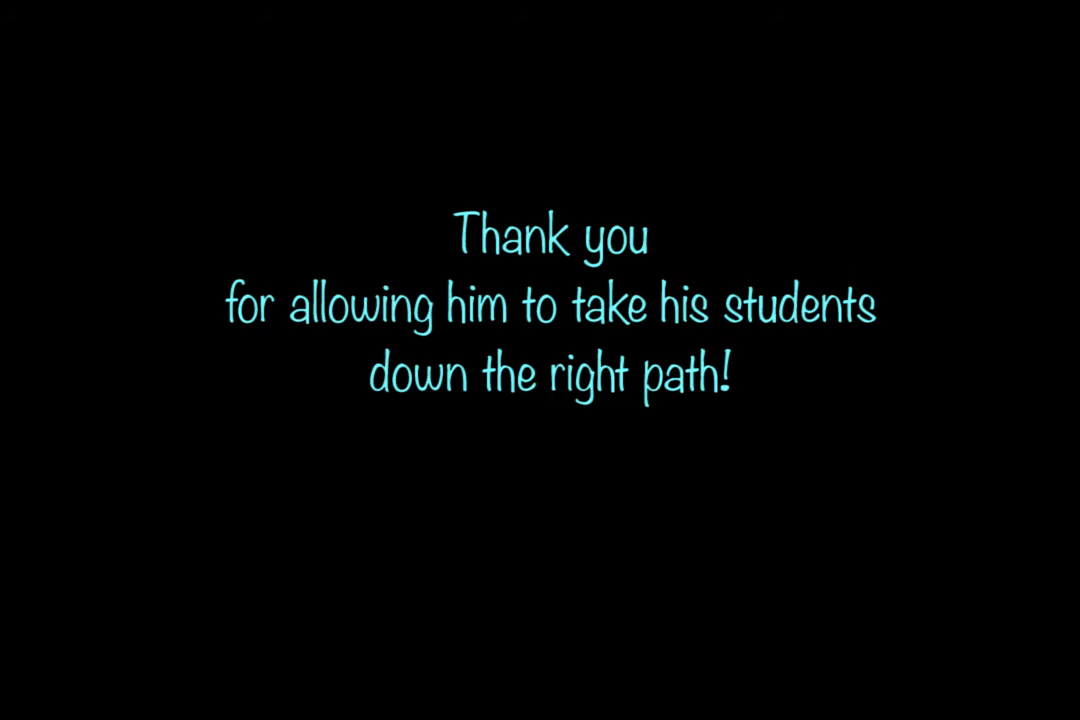 Thank you
for allowing him to take his students
down the right path!